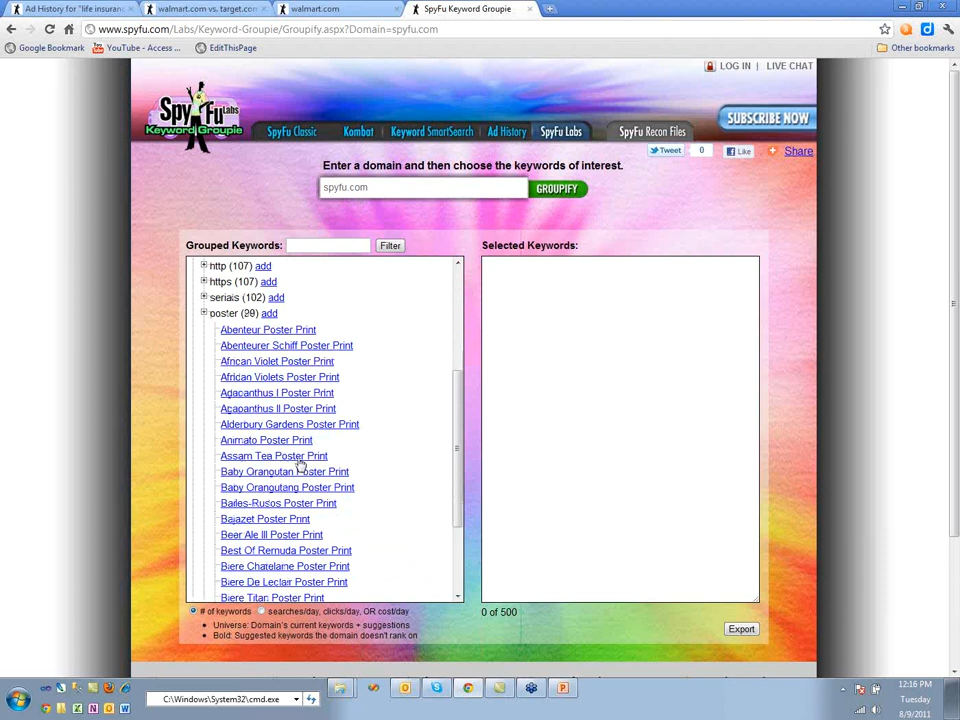 Ad History for "life insuran
walmart.com vs. target.com
walmart.com
SpyFu Keyword Groupie
www.spyfu.com/Labs/Keyword-Groupie/Groupify.aspx?Domain=spyfu.com
Google Bookmark
YouTube - Access ...
EditThisPage
Other bookmarks
LOG IN | LIVE CHAT
SpyFu Labs
Keyword Groupie
SUBSCRIBE NOW
SpyFu Classic
Kombat
Keyword SmartSearch
Ad History
SpyFu Labs
SpyFu Recon Files
Tweet
0
Like
Share
Enter a domain and then choose the keywords of interest.
spyfu.com
GROUPIFY
Grouped Keywords:
Filter
Selected Keywords:
http (107) add
https (107) add
serials (102) add
poster (99) add
Abenteur Poster Print
Abenteurer Schiff Poster Print
African Violet Poster Print
African Violets Poster Print
Agapanthus I Poster Print
Agapanthus II Poster Print
Alderbury Gardens Poster Print
Animato Poster Print
Assam Tea Poster Print
Baby Orangutan Poster Print
Baby Orangutang Poster Print
Bailes-Rusos Poster Print
Bajazet Poster Print
Beer Ale III Poster Print
Best Of Remuda Poster Print
Biere Chatelaine Poster Print
Biere De Leclair Poster Print
Biere Titan Poster Print
# of keywords
searches/day, clicks/day, OR cost/day
Universe: Domain's current keywords + suggestions
Bold: Suggested keywords the domain doesn't rank on
0 of 500
Export
C:\Windows\System32\cmd.exe
12:16 PM
Tuesday
8/9/2011